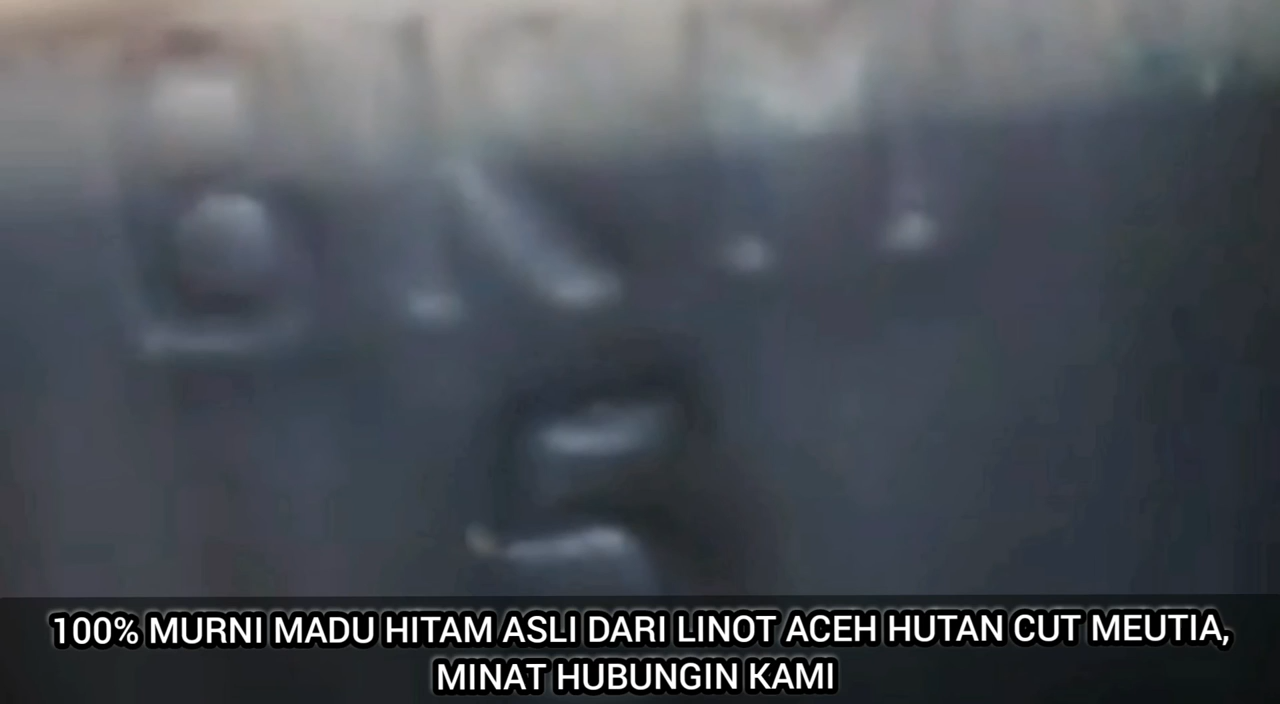 100% MURNI MADU HITAM ASLI DARI LINOT ACEH HUTAN CUT MEUTIA,
MINAT HUBUNGIN KAMI